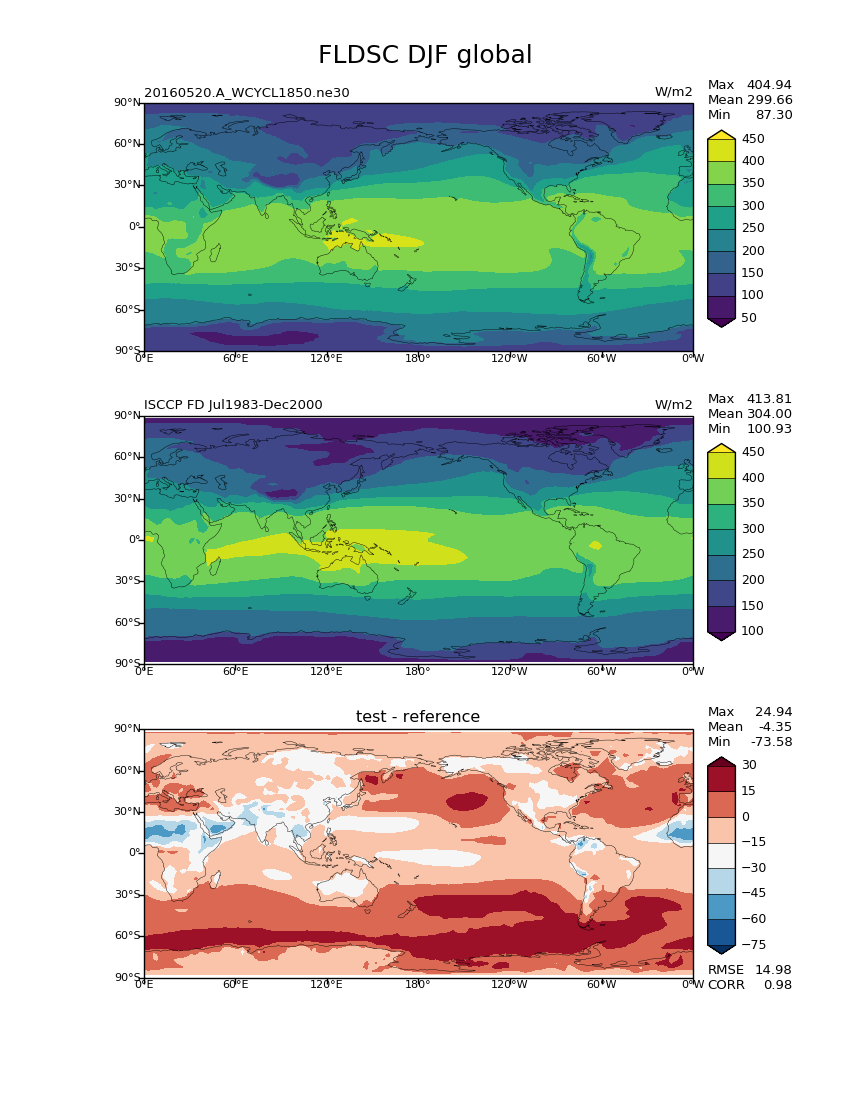 FLDSC DJF global
20160520.A_WCYCL1850.ne30 W/m2
Max 404.94
Mean 299.66
Min 87.30
90°N
60°N
30°N
0°
30°S
60°S
90°S
0°E 60°E 120°E 180° 120°W 60°W 0°W
450
400
350
300
250
200
150
100
50
ISCCP FD Jul1983-Dec2000 W/m2
Max 413.81
Mean 304.00
Min 100.93
90°N
60°N
30°N
0°
30°S
60°S
90°S
0°E 60°E 120°E 180° 120°W 60°W 0°W
450
400
350
300
250
200
150
100
test - reference
Max 24.94
Mean -4.35
Min -73.58
90°N
60°N
30°N
0°
30°S
60°S
90°S
0°E 60°E 120°E 180° 120°W 60°W 0°W
30
15
0
−15
−30
−45
−60
−75
RMSE 14.98
CORR 0.98